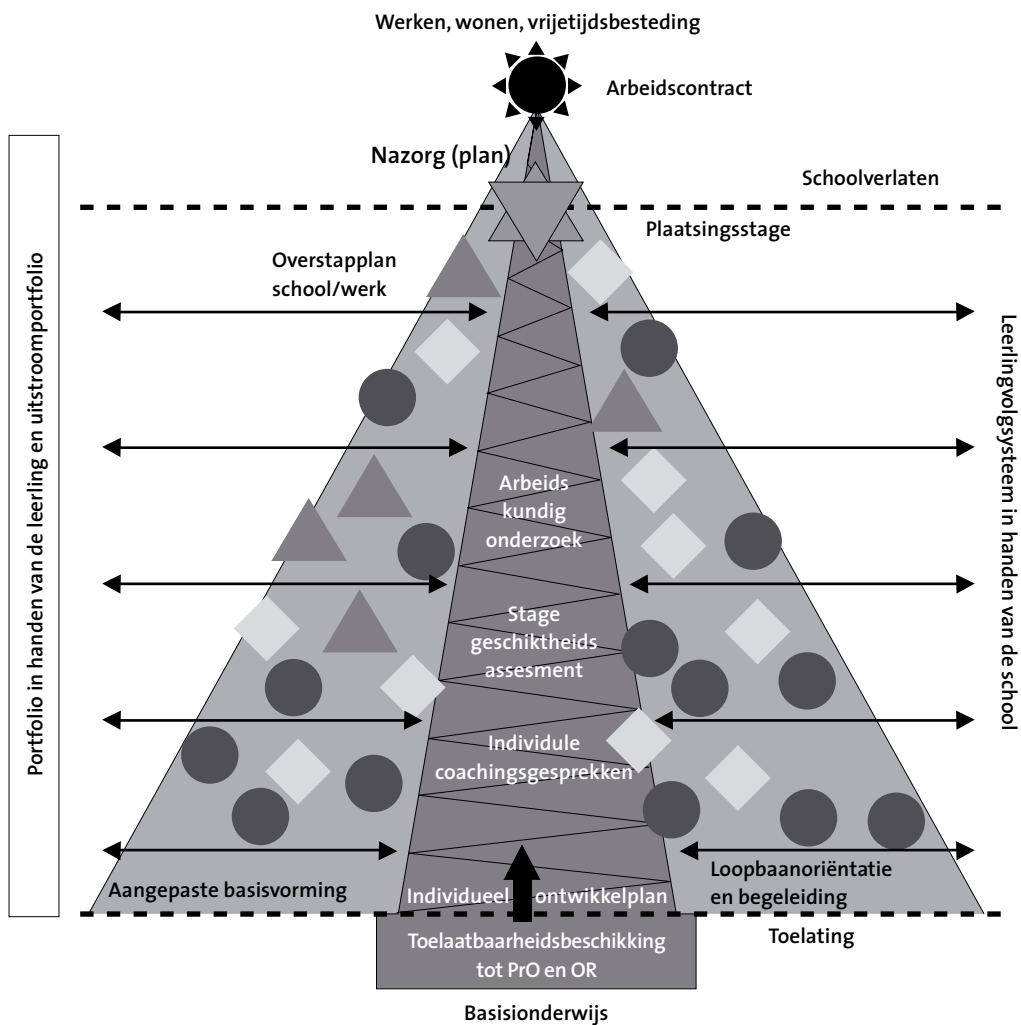 Werken, wonen, vrijetijdsbesteding
Arbeidscontract
Nazorg (plan)
Schoolverlaten
Plaatsingsstage
Overstapplan
school/werk
Portfolio in handen van de leerling en uitstroomportfolio
Leerlingvolgsysteem in handen van de school
Arbeids
kundig
onderzoek
Stage
geschiktheids
assesment
Individule
coachingsgesprekken
Aangepaste basisvorming
Individueel ontwikkelplan
Loopbaanoriëntatie
en begeleiding
Toelating
Toelaatbaarheidsbeschikking
tot PrO en OR
Basisionderwijs